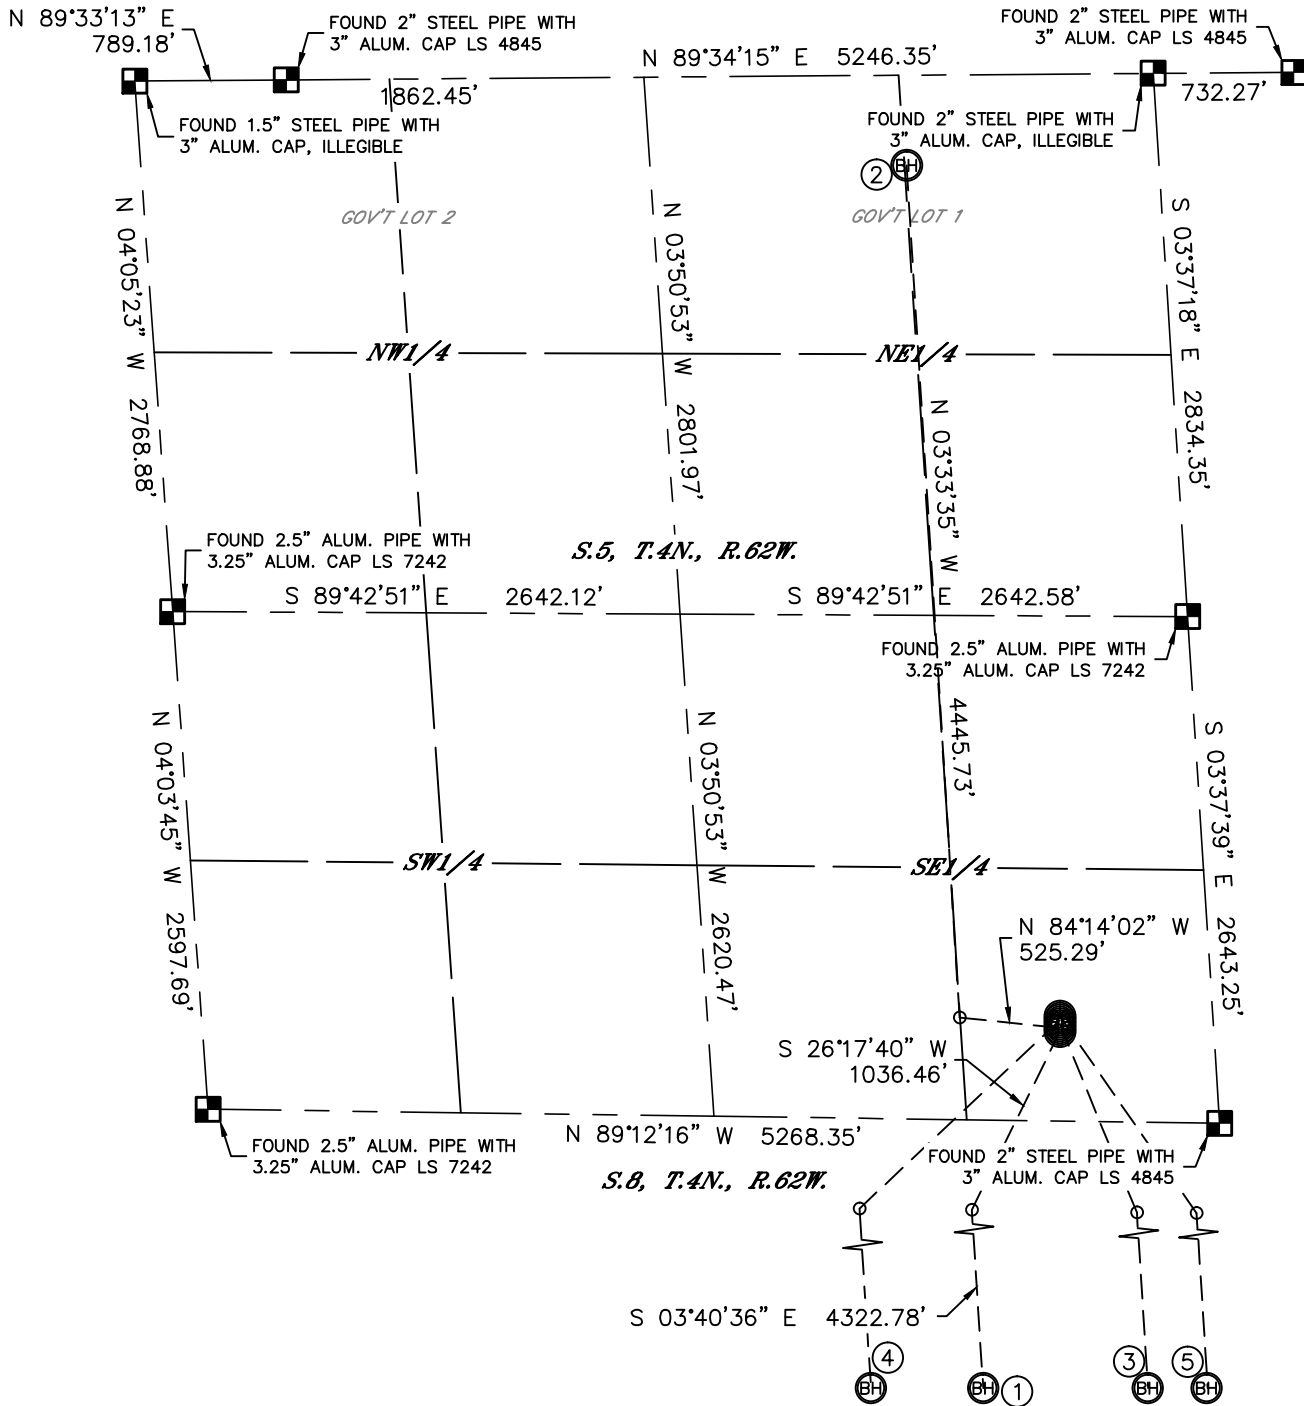 N 89°33'13" E
789.18'
FOUND 2" STEEL PIPE WITH
3" ALUM. CAP LS 4845
N 89°34'15" E 5246.35'
FOUND 2" STEEL PIPE WITH
3" ALUM. CAP LS 4845
1862.45'
732.27'
FOUND 1.5" STEEL PIPE WITH
3" ALUM. CAP, ILLEGIBLE
FOUND 2" STEEL PIPE WITH
3" ALUM. CAP, ILLEGIBLE
2
BH
GOV'T LOT 2
GOV'T LOT 1
N 04°05'23" W 2768.88'
N 03°50'53" W 2801.97'
S 03°37'18" E 2834.35'
NW1/4
NE1/4
N 03°33'35" W
4445.73'
FOUND 2.5" ALUM. PIPE WITH
3.25" ALUM. CAP LS 7242
S.5, T.4N., R.62W.
S 89°42'51" E 2642.12'
S 89°42'51" E 2642.58'
FOUND 2.5" ALUM. PIPE WITH
3.25" ALUM. CAP LS 7242
N 04°03'45" W 2597.69'
N 03°50'53" W 2620.47'
S 03°37'39" E 2643.25'
SW1/4
SE1/4
N 84°14'02" W
525.29'
S 26°17'40" W
1036.46'
FOUND 2.5" ALUM. PIPE WITH
3.25" ALUM. CAP LS 7242
N 89°12'16" W 5268.35'
FOUND 2" STEEL PIPE WITH
3" ALUM. CAP LS 4845
S.8, T.4N., R.62W.
S 03°40'36" E 4322.78'
4
BH
BH
1
3
BH
5
BH